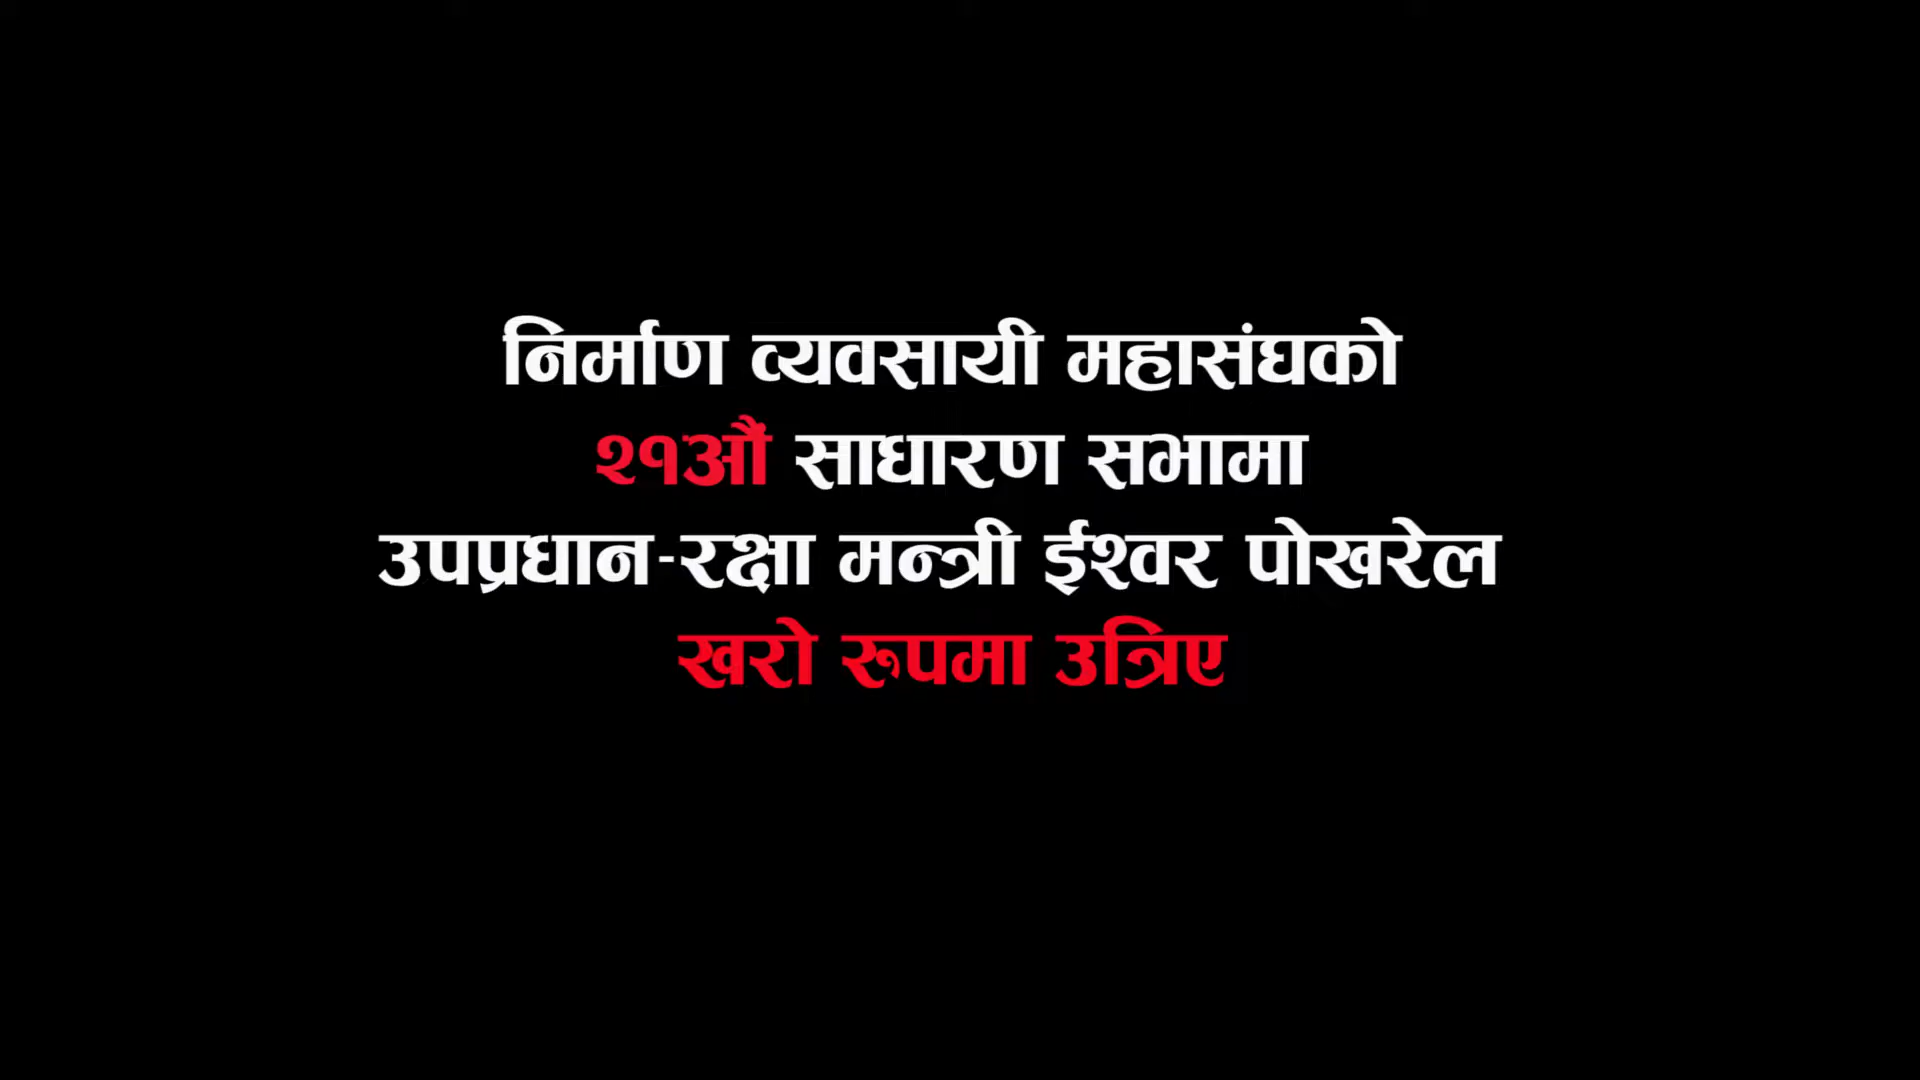 निर्माण व्यवसायी महासंघको
२१औं साधारण सभामा
उपप्रधान-रक्षा मन्त्री ईश्वर पोखरेल
खरो रुपमा उत्रिए